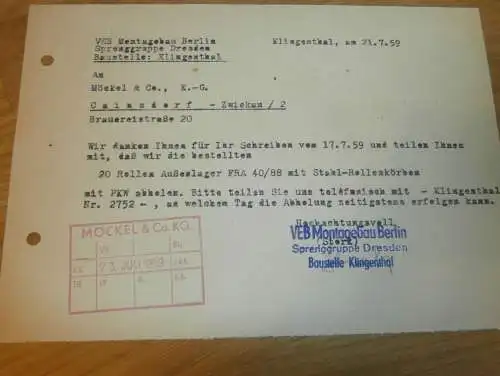 VEB Montagebau Berlin
Sprenggruppe Dresden
Baustelle: Klingenthal
Klingenthal, am 21.7.59
An
Möckel & Co., K.-G.
Cainsdorf - Zwickau / 2
Brauereistraße 20
Wir danken Ihnen für Ihr Schreiben vom 17.7.59 und teilen Ihnen
mit, daß wir die bestellten
20 Rollen Außenlager FRA 40/88 mit Stahl-Rollenkörben
mit PKW abholen. Bitte teilen Sie uns telefonisch mit - Klingenthal
Nr. 2752 -, an welchem Tag die Abholung erfolgen kann.
Hochachtungsvoll
VEB Montagebau Berlin
Sprenggruppe Dresden
Baustelle Klingenthal
MÖCKEL & Co. KG.